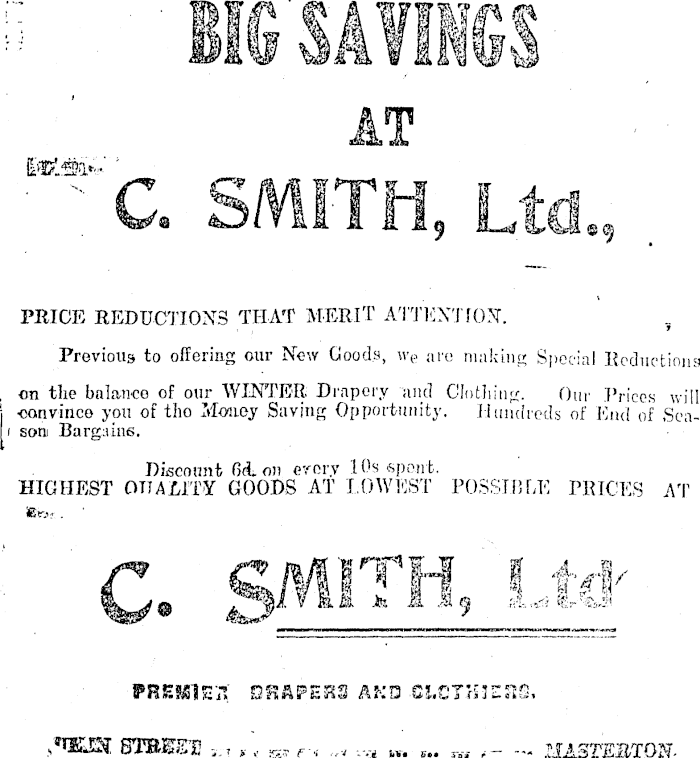 BIG SAVINGS
AT
C. SMITH, Ltd.,
PRICE REDUCTIONS THAT MERIT ATTENTION.
Previous to offering our New Goods, we are making Special Reductions
on the balance of our WINTER Drapery and Clothing. Our Prices will
convince you of the Money Saving Opportunity. Hundreds of End of Sea-
son Bargains.
Discount 6d. on every 10s spent.
HIGHEST QUALITY GOODS AT LOWEST POSSIBLE PRICES AT
C. SMITH, Ltd
PREMIER DRAPERS AND CLOTHIERS.
STREET MASTERTON.